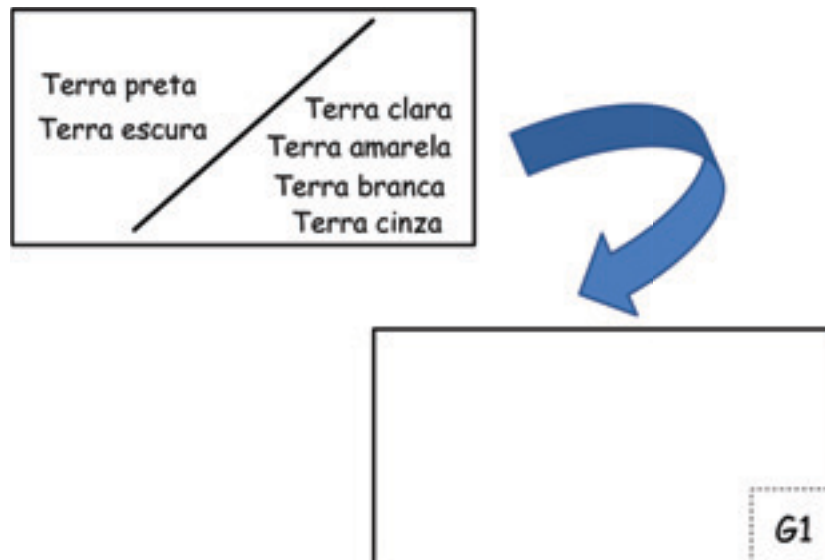 Terra preta
Terra escura
Terra clara
Terra amarela
Terra branca
Terra cinza
G1